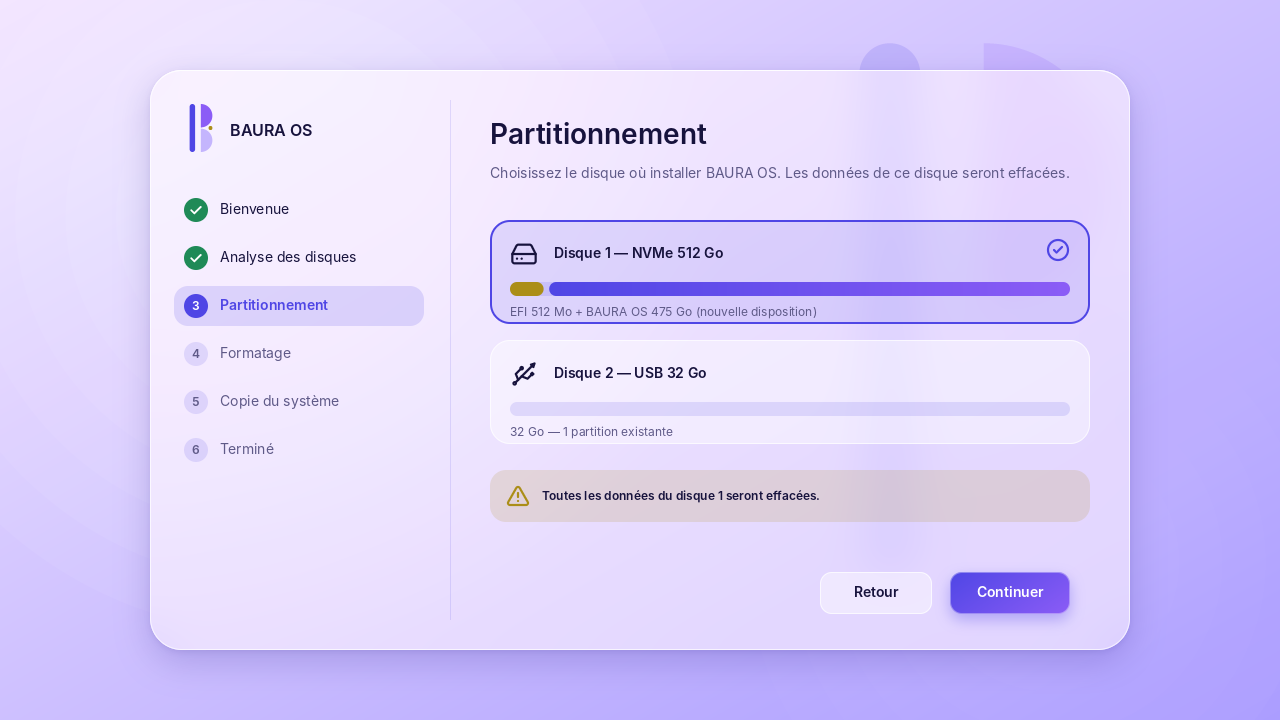 BAURA OS
Bienvenue
Analyse des disques
3 Partitionnement
4 Formatage
5 Copie du système
6 Terminé
Partitionnement
Choisissez le disque où installer BAURA OS. Les données de ce disque seront effacées.
Disque 1 — NVMe 512 Go
EFI 512 Mo + BAURA OS 475 Go (nouvelle disposition)
Disque 2 — USB 32 Go
32 Go — 1 partition existante
Toutes les données du disque 1 seront effacées.
Retour
Continuer